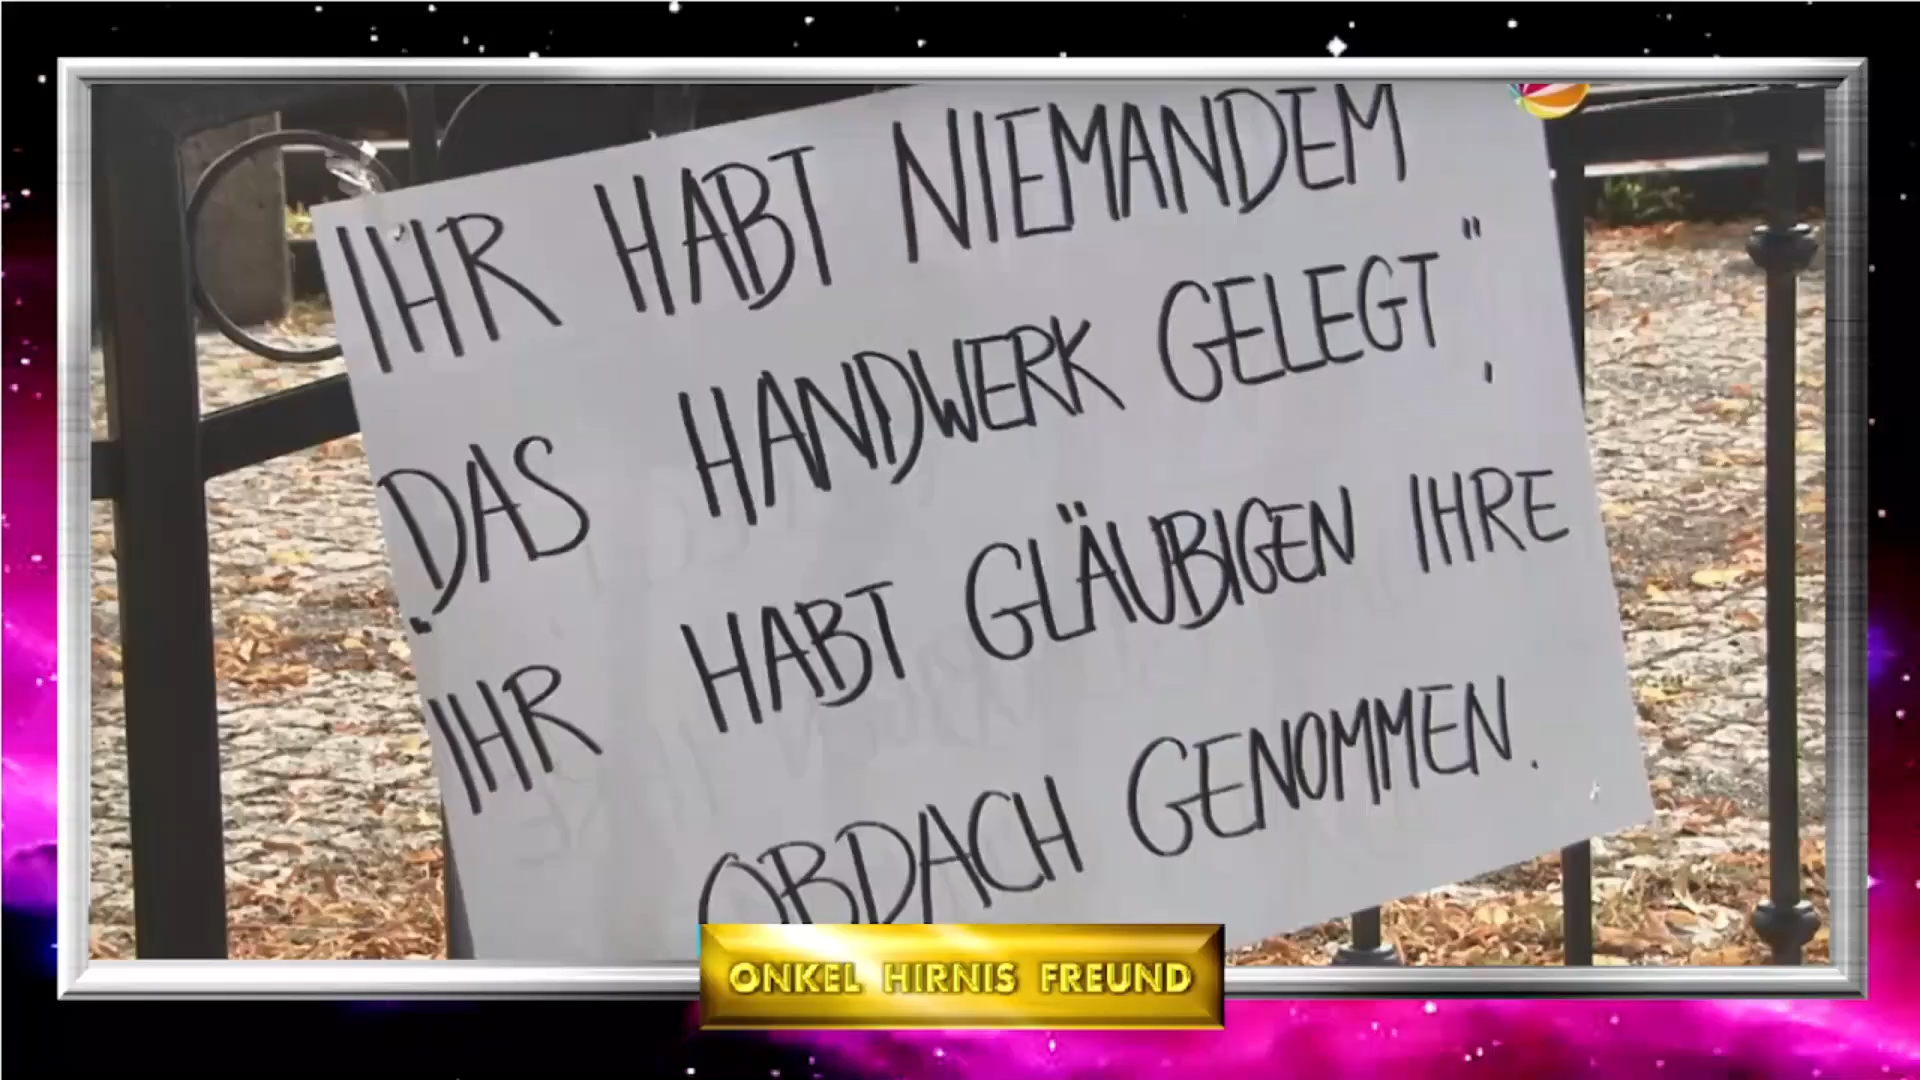 IHR HABT NIEMANDEM
„DAS HANDWERK GELEGT“.
IHR HABT GLÄUBIGEN IHRE
OBDACH GENOMMEN.
ONKEL HIRNIS FREUND